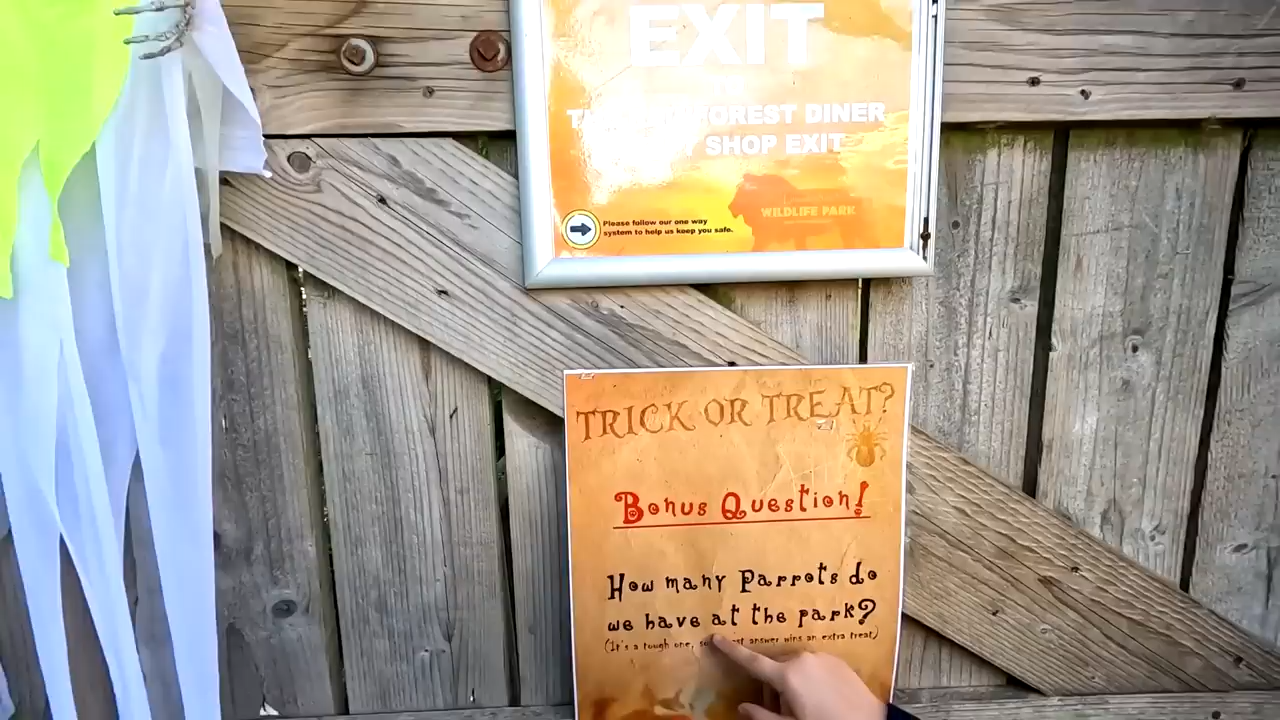 EXIT
FOREST DINER
SHOP EXIT
WILDLIFE PARK
Please follow our one way
system to help us keep you safe.
TRICK OR TREAT?
Bonus Question!
How many Parrots do
we have at the park?
(It's a tough one, answer wins an extra treat)